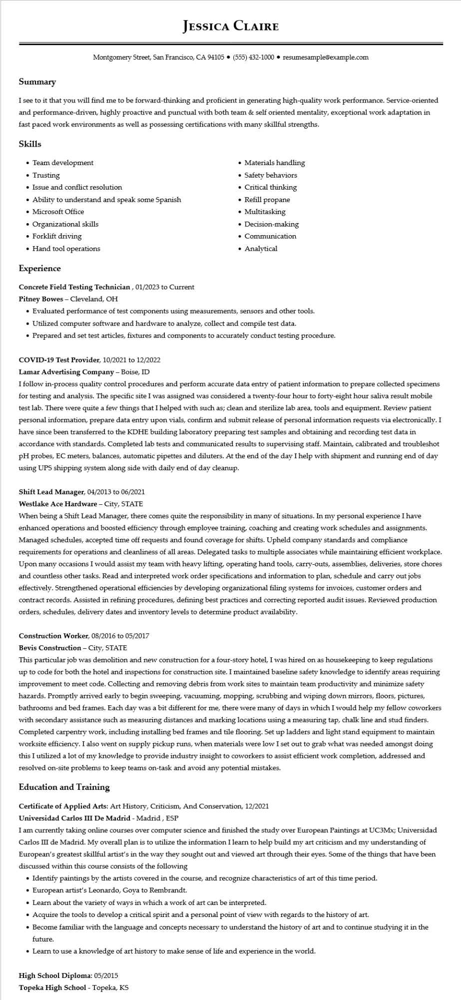 Jessica Claire
Montgomery Street, San Francisco, CA 94105 ● (555) 432-1000 ● resumesample@example.com
Summary
I see to it that you will find me to be forward-thinking and proficient in generating high-quality work performance. Service-oriented
and performance-driven, highly proactive and punctual with both team & self oriented mentality, exceptional work adaptation in
fast paced work environments as well as possessing certifications with many skillful strengths.
Skills
• Team development
• Trusting
• Issue and conflict resolution
• Ability to understand and speak some Spanish
• Microsoft Office
• Organizational skills
• Forklift driving
• Hand tool operations
• Materials handling
• Safety behaviors
• Critical thinking
• Refill propane
• Multitasking
• Decision-making
• Communication
• Analytical
Experience
Concrete Field Testing Technician , 01/2023 to Current
Pitney Bowes – Cleveland, OH
• Evaluated performance of test components using measurements, sensors and other tools.
• Utilized computer software and hardware to analyze, collect and compile test data.
• Prepared and set test articles, fixtures and components to accurately conduct testing procedure.
COVID-19 Test Provider, 10/2021 to 12/2022
Lamar Advertising Company – Boise, ID
I follow in-process quality control procedures and perform accurate data entry of patient information to prepare collected specimens
for testing and analysis. The specific site I was assigned was considered a twenty-four hour to forty-eight hour saliva result mobile
test lab. There were quite a few things that I helped with such as; clean and sterilize lab area, tools and equipment. Review patient
personal information, prepare data entry upon vials, confirm and submit release of personal information requests via electronically. I
have since been transferred to the KDHE building laboratory preparing test samples and obtaining and recording test data in
accordance with standards. Completed lab tests and communicated results to supervising staff. Maintain, calibrated and troubleshot
pH probes, EC meters, balances, automatic pipettes and diluters. At the end of the day I help with shipment and running end of day
using UPS shipping system along side with daily end of day cleanup.
Shift Lead Manager, 04/2013 to 06/2021
Westlake Ace Hardware – City, STATE
When being a Shift Lead Manager, there comes quite the responsibility in many of situations. In my personal experience I have
enhanced operations and boosted efficiency through employee training, coaching and creating work schedules and assignments.
Managed schedules, accepted time off requests and found coverage for shifts. Upheld company standards and compliance
requirements for operations and cleanliness of all areas. Delegated tasks to multiple associates while maintaining efficient workplace.
Upon many occasions I would assist my team with heavy lifting, operating hand tools, carry-outs, assemblies, deliveries, store chores
and countless other tasks. Read and interpreted work order specifications and information to plan, schedule and carry out jobs
effectively. Strengthened operational efficiencies by developing organizational filing systems for invoices, customer orders and
contract records. Assisted in refining procedures, defining best practices and correcting reported audit issues. Reviewed production
orders, schedules, delivery dates and inventory levels to determine product availability.
Construction Worker, 08/2016 to 05/2017
Bevis Construction – City, STATE
This particular job was demolition and new construction for a four-story hotel, I was hired on as housekeeping to keep regulations
up to code for both the hotel and inspections for construction site. I maintained baseline safety knowledge to identify areas requiring
improvement to meet code. Collecting and removing debris from work sites to maintain team productivity and minimize safety
hazards. Promptly arrived early to begin sweeping, vacuuming, mopping, scrubbing and wiping down mirrors, floors, pictures,
bathrooms and bed frames. Each day was a bit different for me, there were many of days in which I would help my fellow coworkers
with secondary assistance such as measuring distances and marking locations using a measuring tap, chalk line and stud finders.
Completed carpentry work, including installing bed frames and tile flooring. Set up ladders and light stand equipment to maintain
worksite efficiency. I also went on supply pickup runs, when materials were low I set out to grab what was needed amongst doing
this I utilized a lot of my knowledge to provide industry insight to coworkers to assist efficient work completion, addressed and
resolved on-site problems to keep teams on-task and avoid any potential mistakes.
Education and Training
Certificate of Applied Arts: Art History, Criticism, And Conservation, 12/2021
Universidad Carlos III De Madrid - Madrid , ESP
I am currently taking online courses over computer science and finished the study over European Paintings at UC3Mx; Universidad
Carlos III de Madrid. My overall plan is to utilize the information I learn to help build my art criticism and my understanding of
European's greatest skillful artist's in the way they sought out and viewed art through their eyes. Some of the things that have been
discussed within this course consists of the following
• Identify paintings by the artists covered in the course, and recognize characteristics of art of this time period.
• European artist's Leonardo, Goya to Rembrandt.
• Learn about the variety of ways in which a work of art can be interpreted.
• Acquire the tools to develop a critical spirit and a personal point of view with regards to the history of art.
• Become familiar with the language and concepts necessary to understand the history of art and to continue studying it in the
future.
• Learn to use a knowledge of art history to make sense of life and experience in the world.
High School Diploma: 05/2015
Topeka High School - Topeka, KS